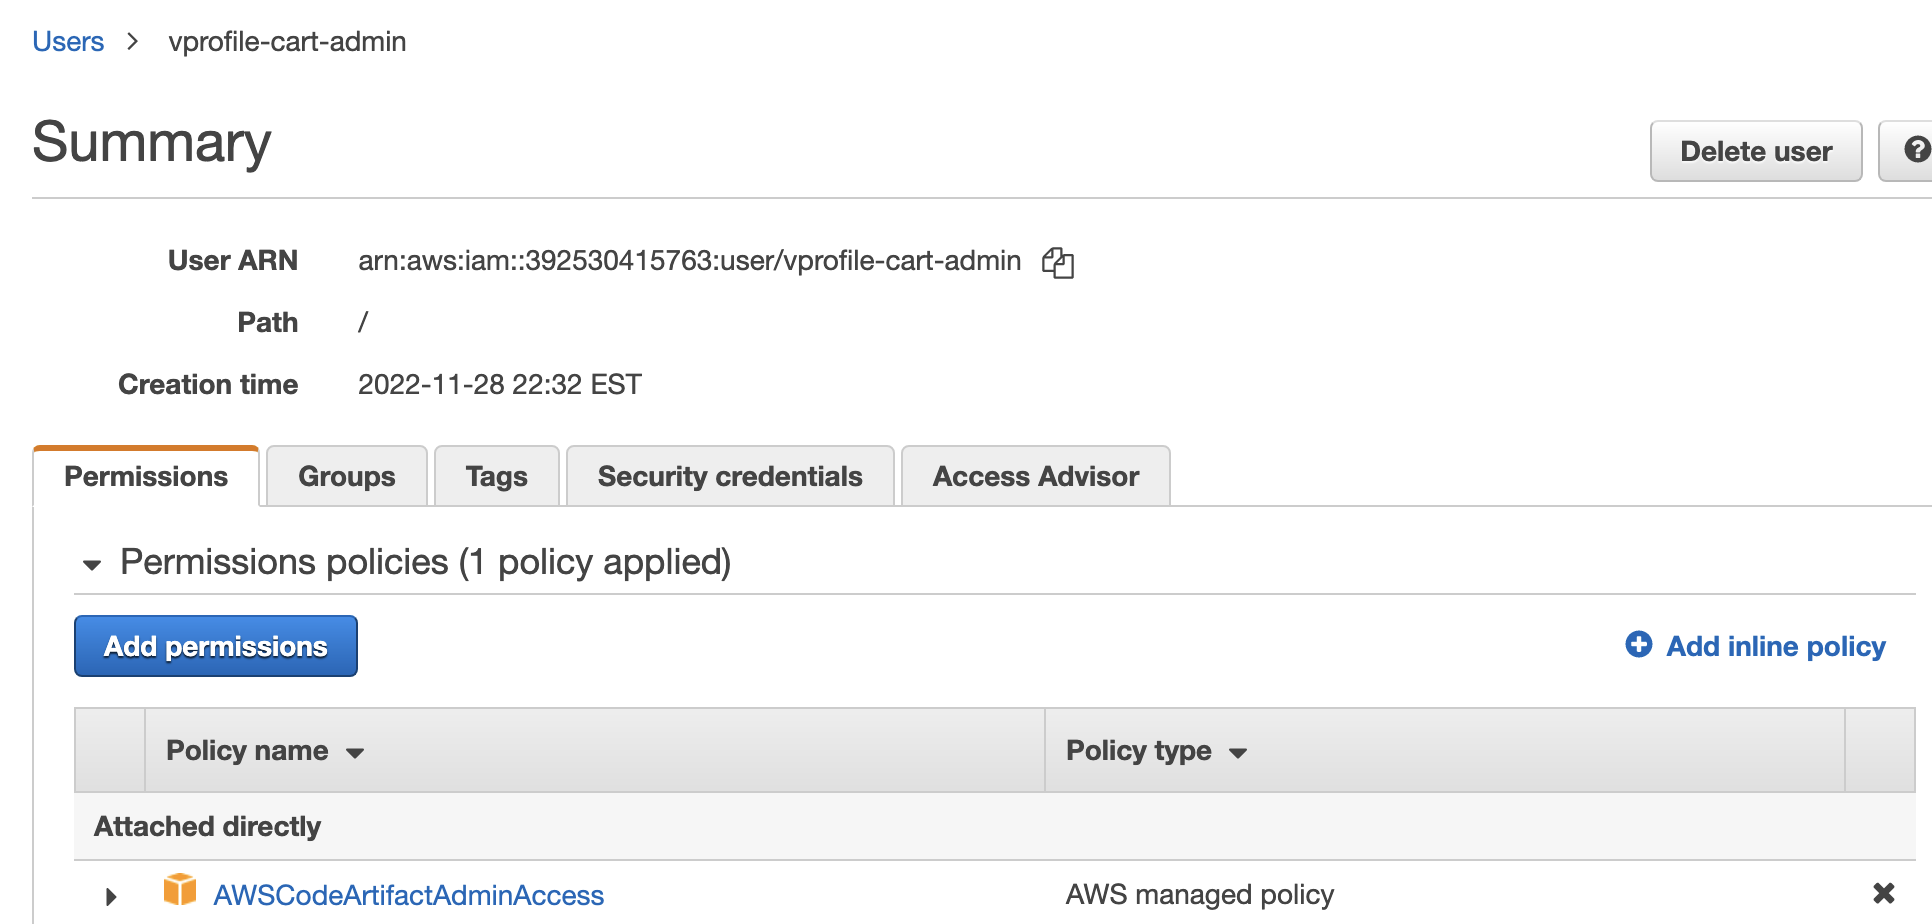 Users > vprofile-cart-admin
Summary
Delete user
User ARN arn:aws:iam::392530415763:user/vprofile-cart-admin
Path /
Creation time 2022-11-28 22:32 EST
Permissions Groups Tags Security credentials Access Advisor
Permissions policies (1 policy applied)
Add permissions Add inline policy
Policy name Policy type
Attached directly
AWSCodeArtifactAdminAccess AWS managed policy